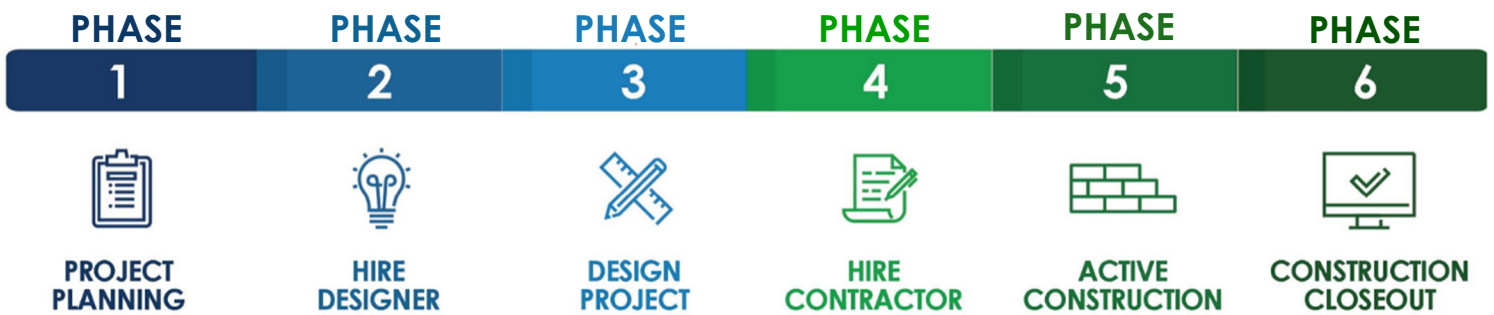 PHASE PHASE PHASE PHASE PHASE PHASE
1 2 3 4 5 6
PROJECT HIRE DESIGN HIRE ACTIVE CONSTRUCTION
PLANNING DESIGNER PROJECT CONTRACTOR CONSTRUCTION CLOSEOUT